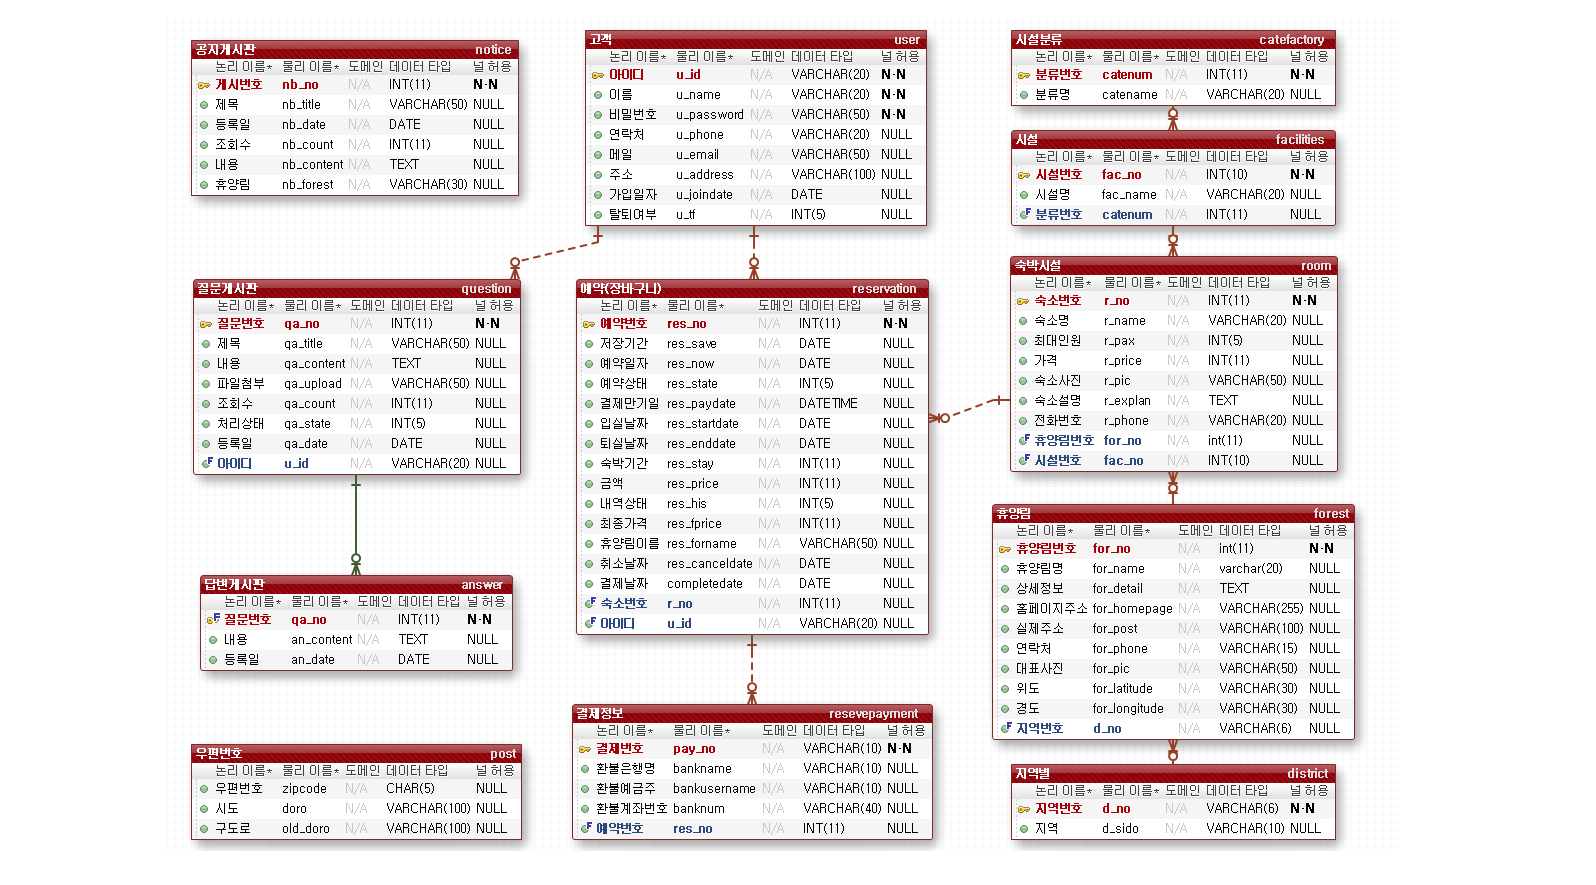 공지게시판 notice
논리 이름* 물리 이름* 도메인 데이터 타입 널 허용
게시번호 nb_no N/A INT(11) N·N
제목 nb_title N/A VARCHAR(50) NULL
등록일 nb_date N/A DATE NULL
조회수 nb_count N/A INT(11) NULL
내용 nb_content N/A TEXT NULL
휴양림 nb_forest N/A VARCHAR(30) NULL
고객 user
논리 이름* 물리 이름* 도메인 데이터 타입 널 허용
아이디 u_id N/A VARCHAR(20) N·N
이름 u_name N/A VARCHAR(20) N·N
비밀번호 u_password N/A VARCHAR(50) N·N
연락처 u_phone N/A VARCHAR(20) NULL
메일 u_email N/A VARCHAR(50) NULL
주소 u_address N/A VARCHAR(100) NULL
가입일자 u_joindate N/A DATE NULL
탈퇴여부 u_tf N/A INT(5) NULL
시설분류 catefactory
논리 이름* 물리 이름* 도메인 데이터 타입 널 허용
분류번호 catenum N/A INT(11) N·N
분류명 catename N/A VARCHAR(20) NULL
시설 facilities
논리 이름* 물리 이름* 도메인 데이터 타입 널 허용
시설번호 fac_no N/A INT(10) N·N
시설명 fac_name N/A VARCHAR(20) NULL
분류번호 catenum N/A INT(11) NULL
질문게시판 question
논리 이름* 물리 이름* 도메인 데이터 타입 널 허용
질문번호 qa_no N/A INT(11) N·N
제목 qa_title N/A VARCHAR(50) NULL
내용 qa_content N/A TEXT NULL
파일첨부 qa_upload N/A VARCHAR(50) NULL
조회수 qa_count N/A INT(11) NULL
처리상태 qa_state N/A INT(5) NULL
등록일 qa_date N/A DATE NULL
아이디 u_id N/A VARCHAR(20) NULL
예약(장바구니) reservation
논리 이름* 물리 이름* 도메인 데이터 타입 널 허용
예약번호 res_no N/A INT(11) N·N
저장기간 res_save N/A DATE NULL
예약일자 res_now N/A DATE NULL
예약상태 res_state N/A INT(5) NULL
결제만기일 res_paydate N/A DATETIME NULL
입실날짜 res_startdate N/A DATE NULL
퇴실날짜 res_enddate N/A DATE NULL
숙박기간 res_stay N/A INT(11) NULL
금액 res_price N/A INT(11) NULL
내역상태 res_his N/A INT(5) NULL
최종가격 res_fprice N/A INT(11) NULL
휴양림이름 res_forname N/A VARCHAR(50) NULL
취소날짜 res_canceldate N/A DATE NULL
결제날짜 completedate N/A DATE NULL
숙소번호 r_no N/A INT(11) NULL
아이디 u_id N/A VARCHAR(20) NULL
숙박시설 room
논리 이름* 물리 이름* 도메인 데이터 타입 널 허용
숙소번호 r_no N/A INT(11) N·N
숙소명 r_name N/A VARCHAR(20) NULL
최대인원 r_pax N/A INT(5) NULL
가격 r_price N/A INT(11) NULL
숙소사진 r_pic N/A VARCHAR(50) NULL
숙소설명 r_explan N/A TEXT NULL
전화번호 r_phone N/A VARCHAR(20) NULL
휴양림번호 for_no N/A int(11) NULL
시설번호 fac_no N/A INT(10) NULL
답변게시판 answer
논리 이름* 물리 이름* 도메인 데이터 타입 널 허용
질문번호 qa_no N/A INT(11) N·N
내용 an_content N/A TEXT NULL
등록일 an_date N/A DATE NULL
휴양림 forest
논리 이름* 물리 이름* 도메인 데이터 타입 널 허용
휴양림번호 for_no N/A int(11) N·N
휴양림명 for_name N/A varchar(20) NULL
상세정보 for_detail N/A TEXT NULL
홈페이지주소 for_homepage N/A VARCHAR(255) NULL
실제주소 for_post N/A VARCHAR(100) NULL
연락처 for_phone N/A VARCHAR(15) NULL
대표사진 for_pic N/A VARCHAR(50) NULL
위도 for_latitude N/A VARCHAR(30) NULL
경도 for_longitude N/A VARCHAR(30) NULL
지역번호 d_no N/A VARCHAR(6) NULL
우편번호 post
논리 이름* 물리 이름* 도메인 데이터 타입 널 허용
우편번호 zipcode N/A CHAR(5) NULL
시도 doro N/A VARCHAR(100) NULL
구도로 old_doro N/A VARCHAR(100) NULL
결제정보 resevepayment
논리 이름* 물리 이름* 도메인 데이터 타입 널 허용
결제번호 pay_no N/A VARCHAR(10) N·N
환불은행명 bankname N/A VARCHAR(10) NULL
환불예금주 bankusername N/A VARCHAR(10) NULL
환불계좌번호 banknum N/A VARCHAR(40) NULL
예약번호 res_no N/A INT(11) NULL
지역별 district
논리 이름* 물리 이름* 도메인 데이터 타입 널 허용
지역번호 d_no N/A VARCHAR(6) N·N
지역 d_sido N/A VARCHAR(10) NULL